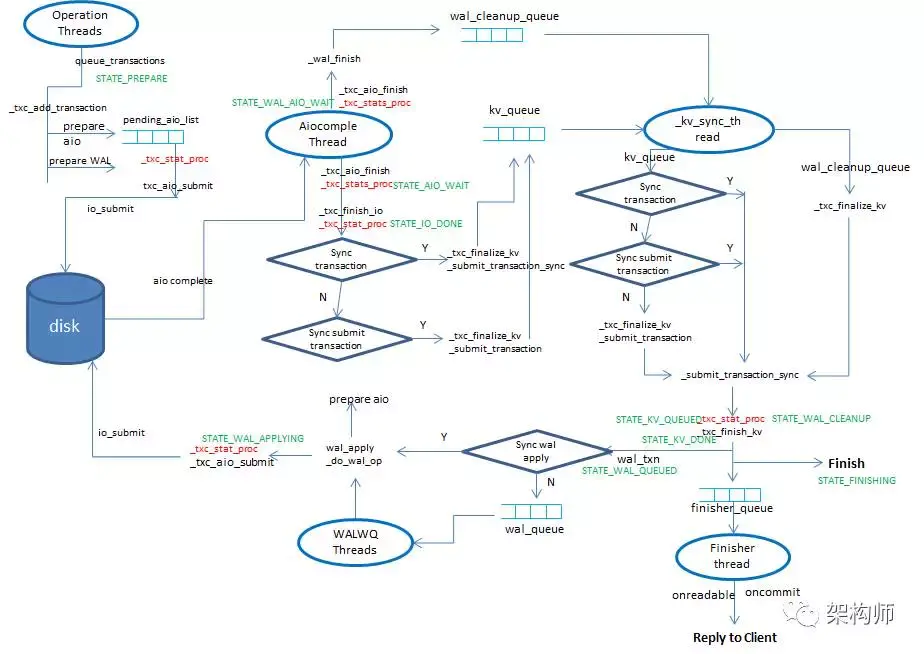 Operation
Threads
queue_transactions
STATE_PREPARE
_txc_add_transaction
prepare
aio
pending_aio_list
prepare WAL
_txc_stat_proc
txc_aio_submit
io_submit
disk
aio complete
io_submit
wal_cleanup_queue
_wal_finish
_txc_aio_finish
STATE_WAL_AIO_WAIT
_txc_stats_proc
Aiocomple
Thread
_txc_aio_finish
_txc_stats_proc
STATE_AIO_WAIT
_txc_finish_io
_txc_stat_proc
STATE_IO_DONE
Sync
transaction
Y
_txc_finalize_kv
_submit_transaction_sync
N
Sync submit
transaction
Y
_txc_finalize_kv
_submit_transaction
kv_queue
_kv_sync_th
read
kv_queue
Sync
transaction
Y
N
Sync submit
transaction
Y
N
_txc_finalize_kv
_submit_transaction
wal_cleanup_queue
_txc_finalize_kv
_submit_transaction_sync
STATE_KV_QUEUED
_txc_stat_proc
STATE_WAL_CLEANUP
txc_finish_kv
STATE_KV_DONE
wal_txn
STATE_WAL_QUEUED
Finish
STATE_FINISHING
finisher_queue
Finisher
thread
onreadable
oncommit
Reply to Client
Sync wal
apply
Y
N
wal_queue
WALWQ
Threads
prepare aio
wal_apply
_do_wal_op
STATE_WAL_APPLYING
_txc_stat_proc
_txc_aio_submit
架构师